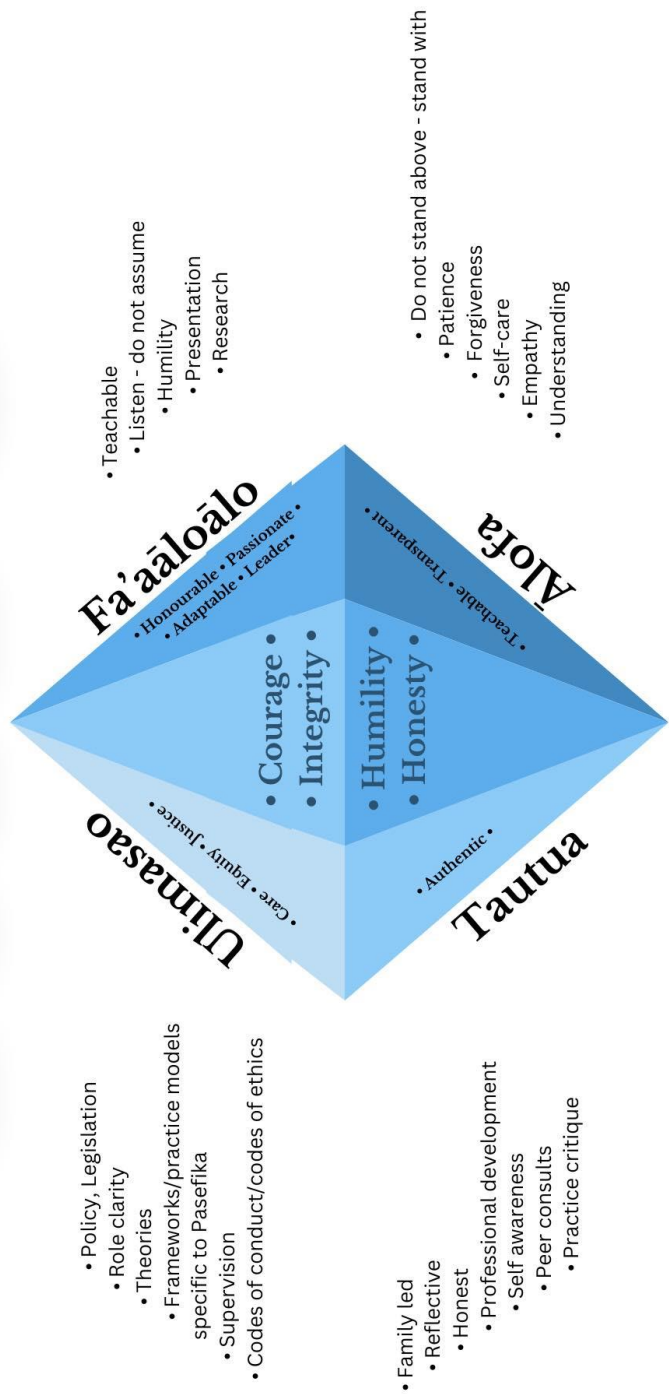 • Policy, Legislation
• Role clarity
• Theories
• Frameworks/practice models
specific to Pasefika
• Supervision
• Codes of conduct/codes of ethics
Ulimasao
• Care • Equity • Justice •
Fa'aāloālo
• Honourable • Passionate •
• Adaptable • Leader•
• Teachable
• Listen - do not assume
• Humility
• Presentation
• Research
• Courage •
• Integrity •
• Humility •
• Honesty •
• Family led
• Reflective
• Honest
• Professional development
• Self awareness
• Peer consults
• Practice critique
Tautua
• Authentic •
Ālofa
• Teachable • Transparent •
• Do not stand above - stand with
• Patience
• Forgiveness
• Self-care
• Empathy
• Understanding